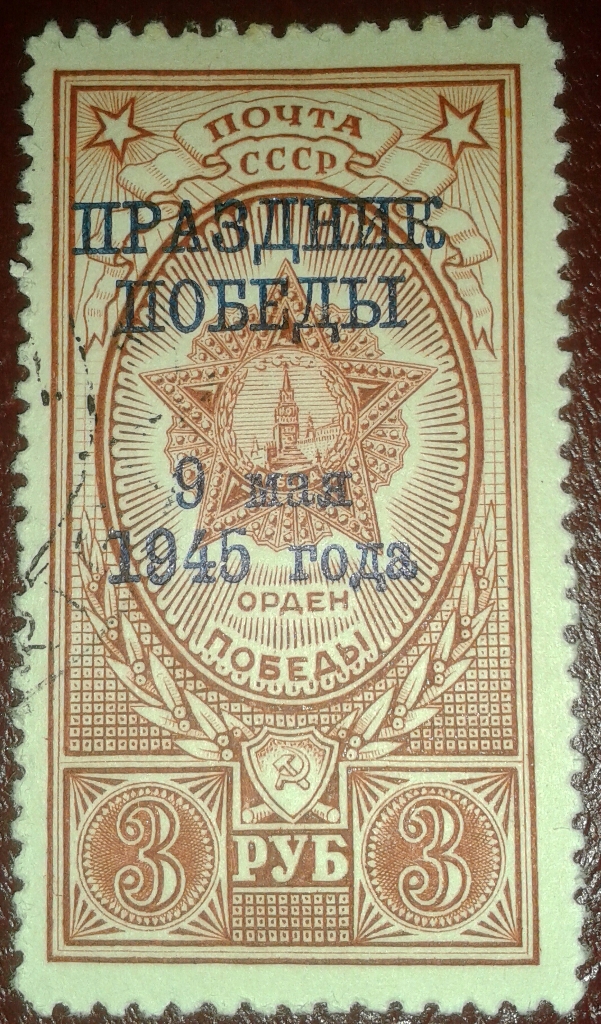 ПОЧТА
СССР
ПРАЗДНИК
ПОБЕДЫ
9 мая
1945 года
ОРДЕН
ПОБЕДЫ
3 РУБ 3